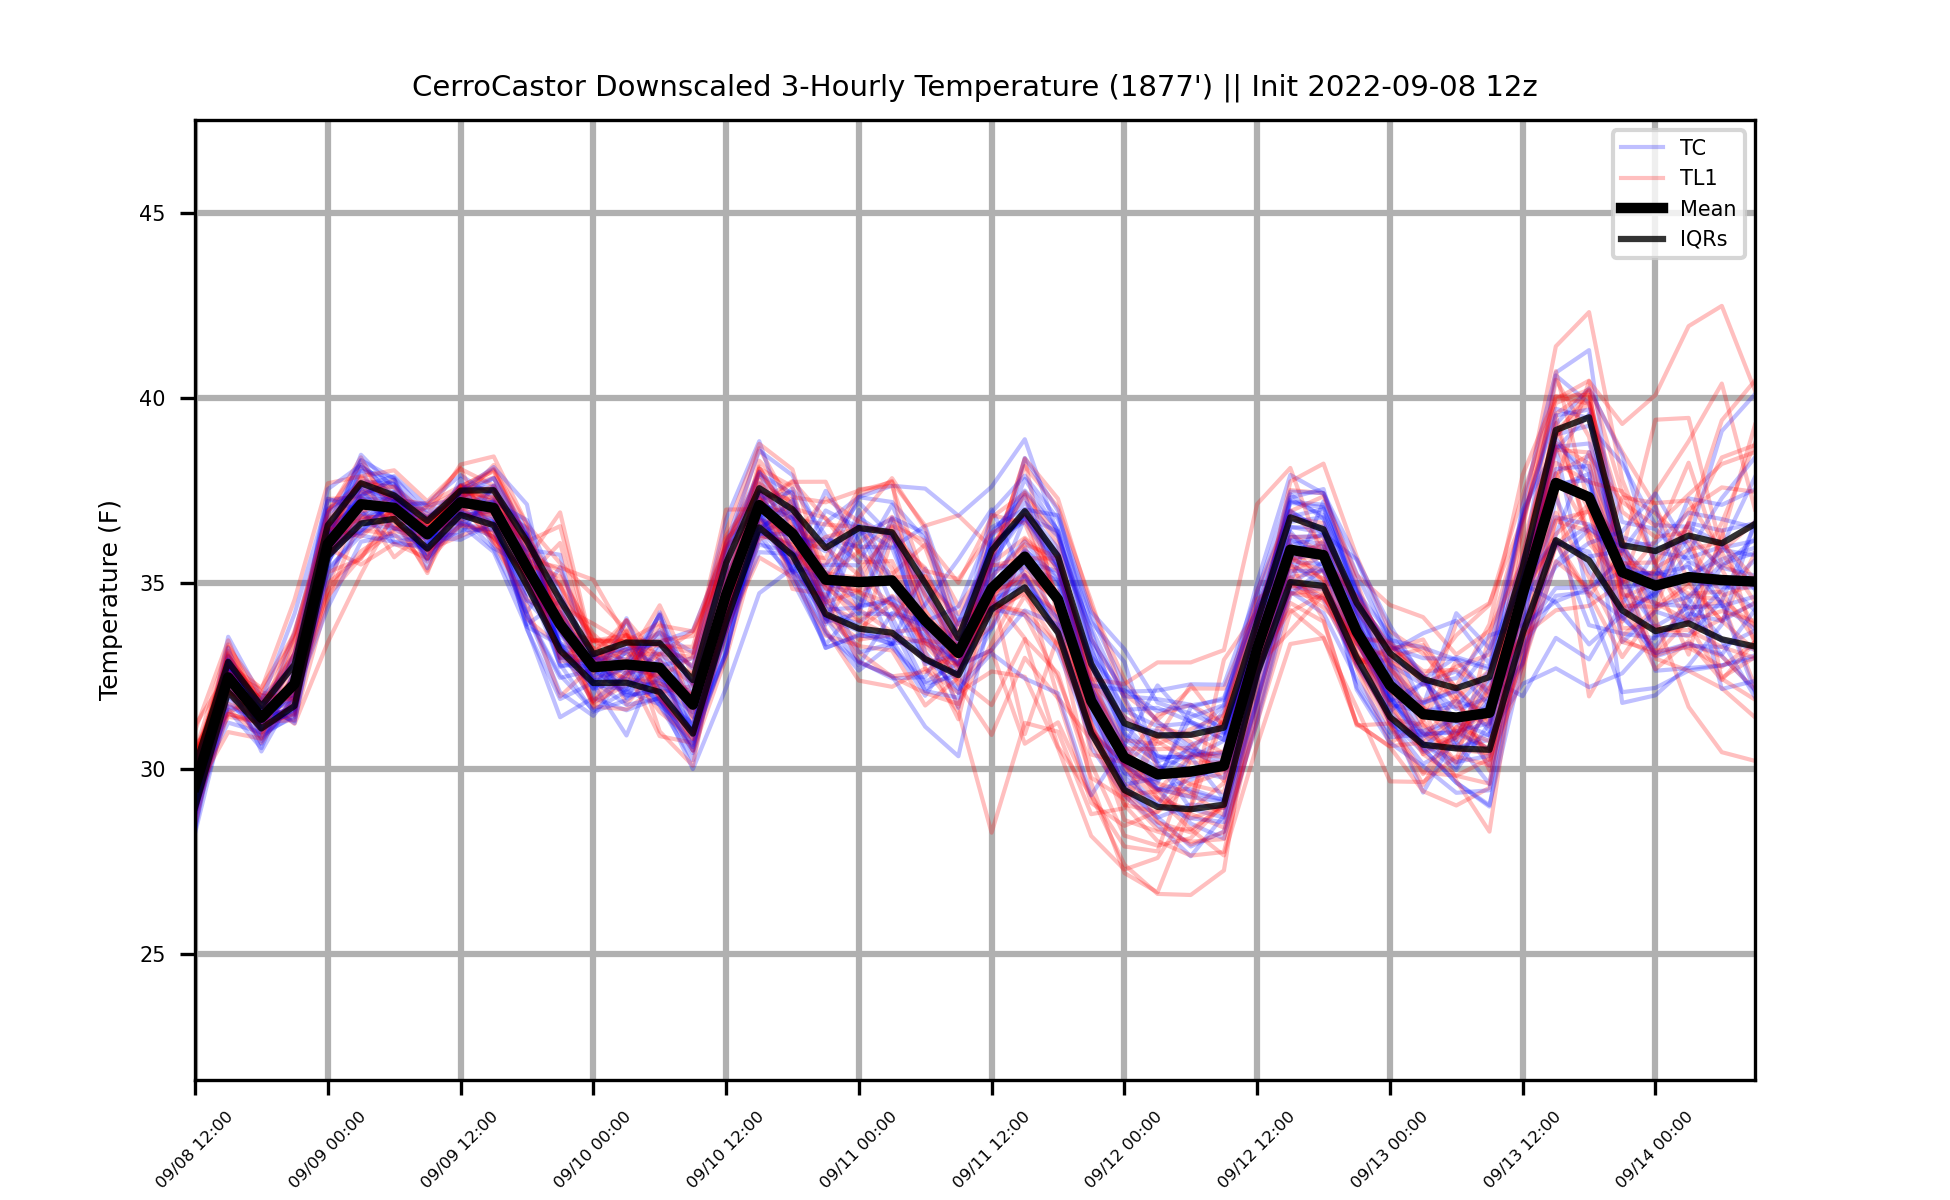 CerroCastor Downscaled 3-Hourly Temperature (1877') || Init 2022-09-08 12z
TC
TL1
Mean
IQRs
Temperature (F)
45
40
35
30
25
09/08 12:00
09/09 00:00
09/09 12:00
09/10 00:00
09/10 12:00
09/11 00:00
09/11 12:00
09/12 00:00
09/12 12:00
09/13 00:00
09/13 12:00
09/14 00:00